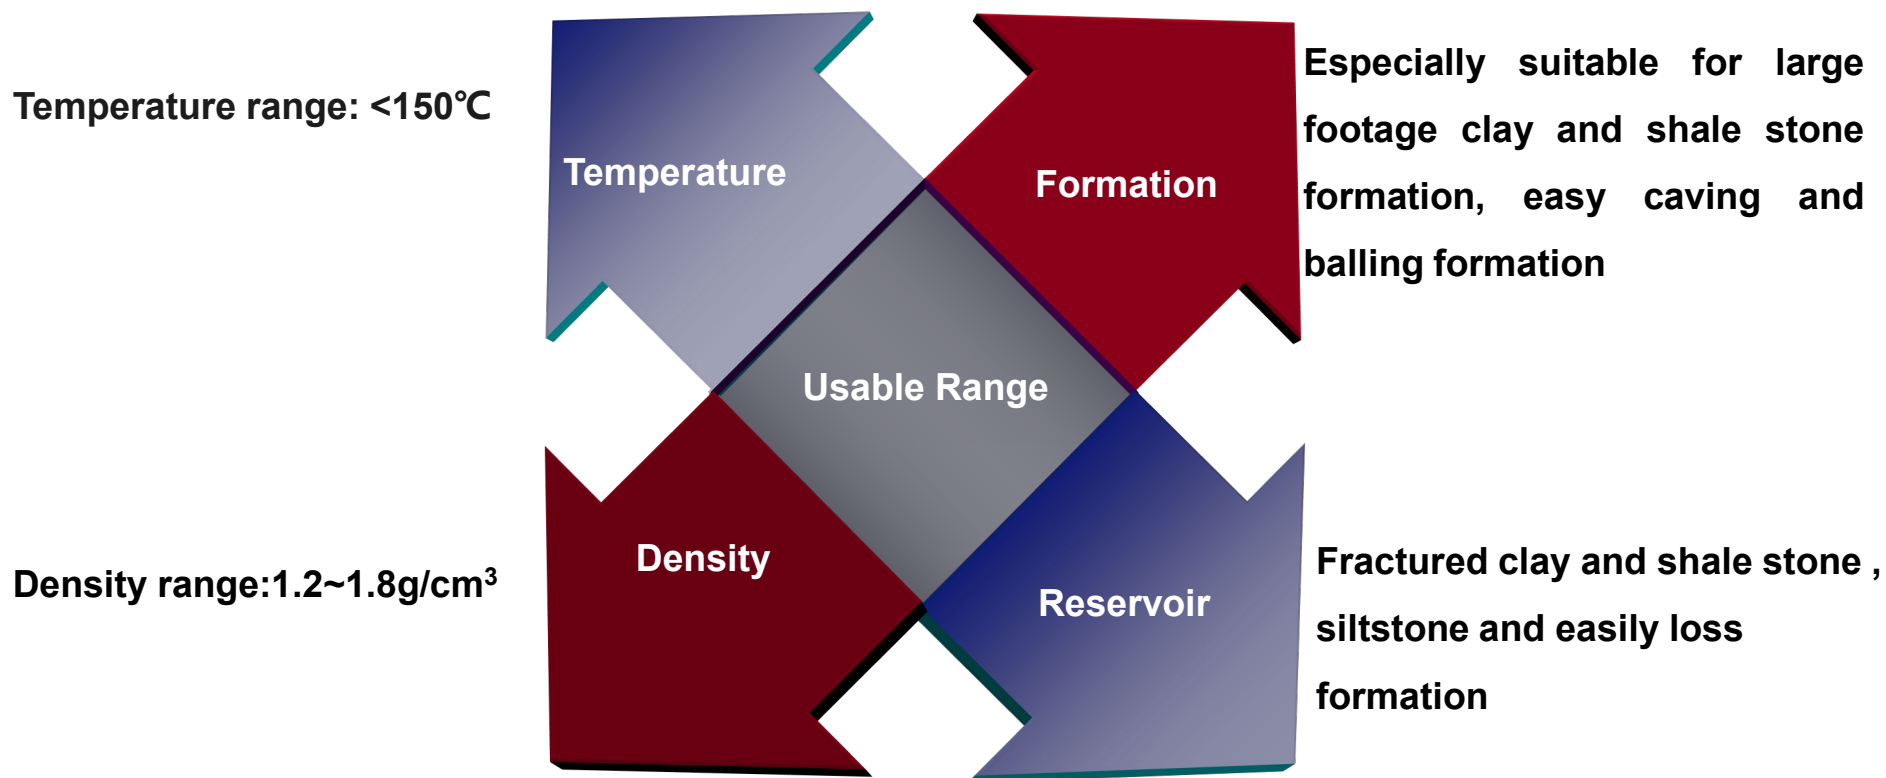 Temperature range: <150℃
Temperature
Formation
Especially suitable for large
footage clay and shale stone
formation, easy caving and
balling formation
Usable Range
Density range:1.2~1.8g/cm³
Density
Reservoir
Fractured clay and shale stone ,
siltstone and easily loss
formation